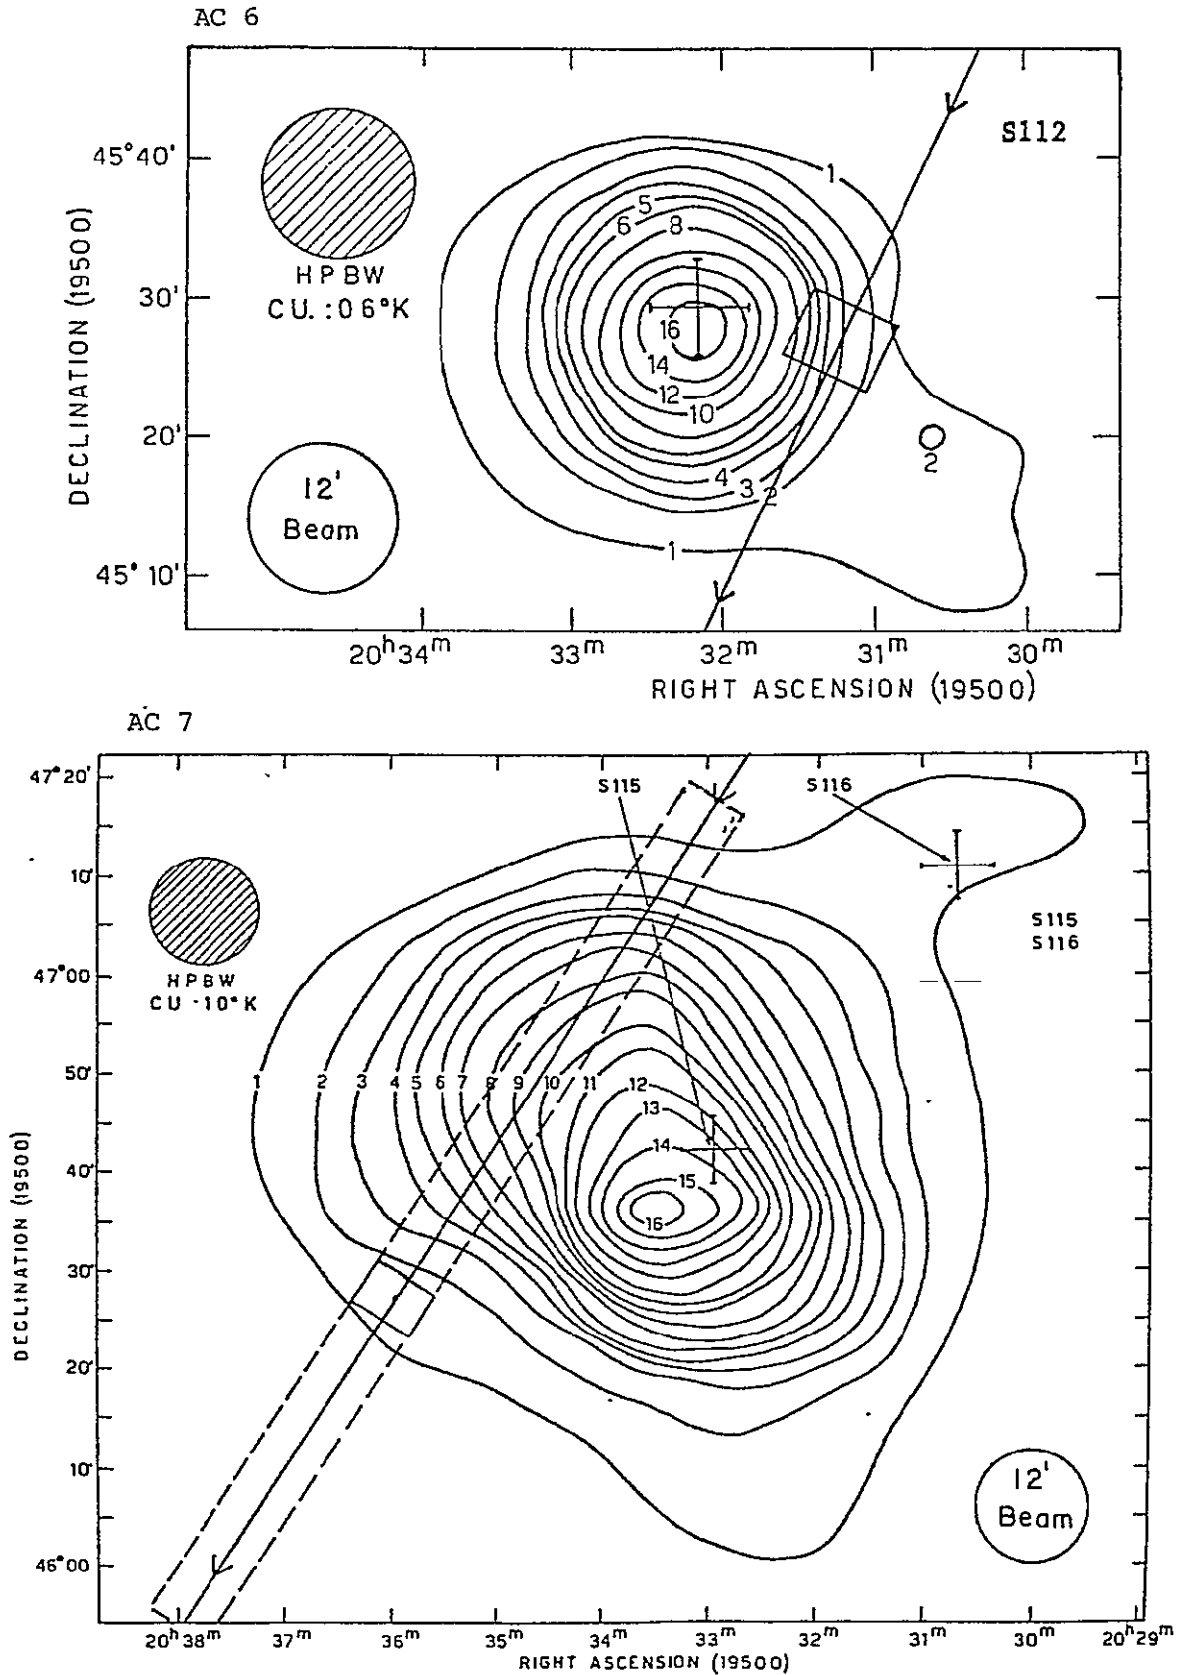 AC 6
S112
45° 40'
HPBW
CU. : 06°K
30'
12'
Beam
20'
45° 10'
DECLINATION (19500)
1
5
6
8
16
14
12
10
4
3
2
2
1
20ʰ34ᵐ
33ᵐ
32ᵐ
31ᵐ
30ᵐ
RIGHT ASCENSION (19500)
AC 7
47° 20'
S115
S116
10'
HPBW
CU -10°K
S115
S116
47° 00
50'
1
2
3
4
5
6
7
8
9
10
11
12
13
14
15
16
40'
30'
20'
10'
12'
Beam
46° 00
DECLINATION (19500)
20ʰ38ᵐ
37ᵐ
36ᵐ
35ᵐ
34ᵐ
33ᵐ
32ᵐ
31ᵐ
30ᵐ
20ʰ29ᵐ
RIGHT ASCENSION (19500)